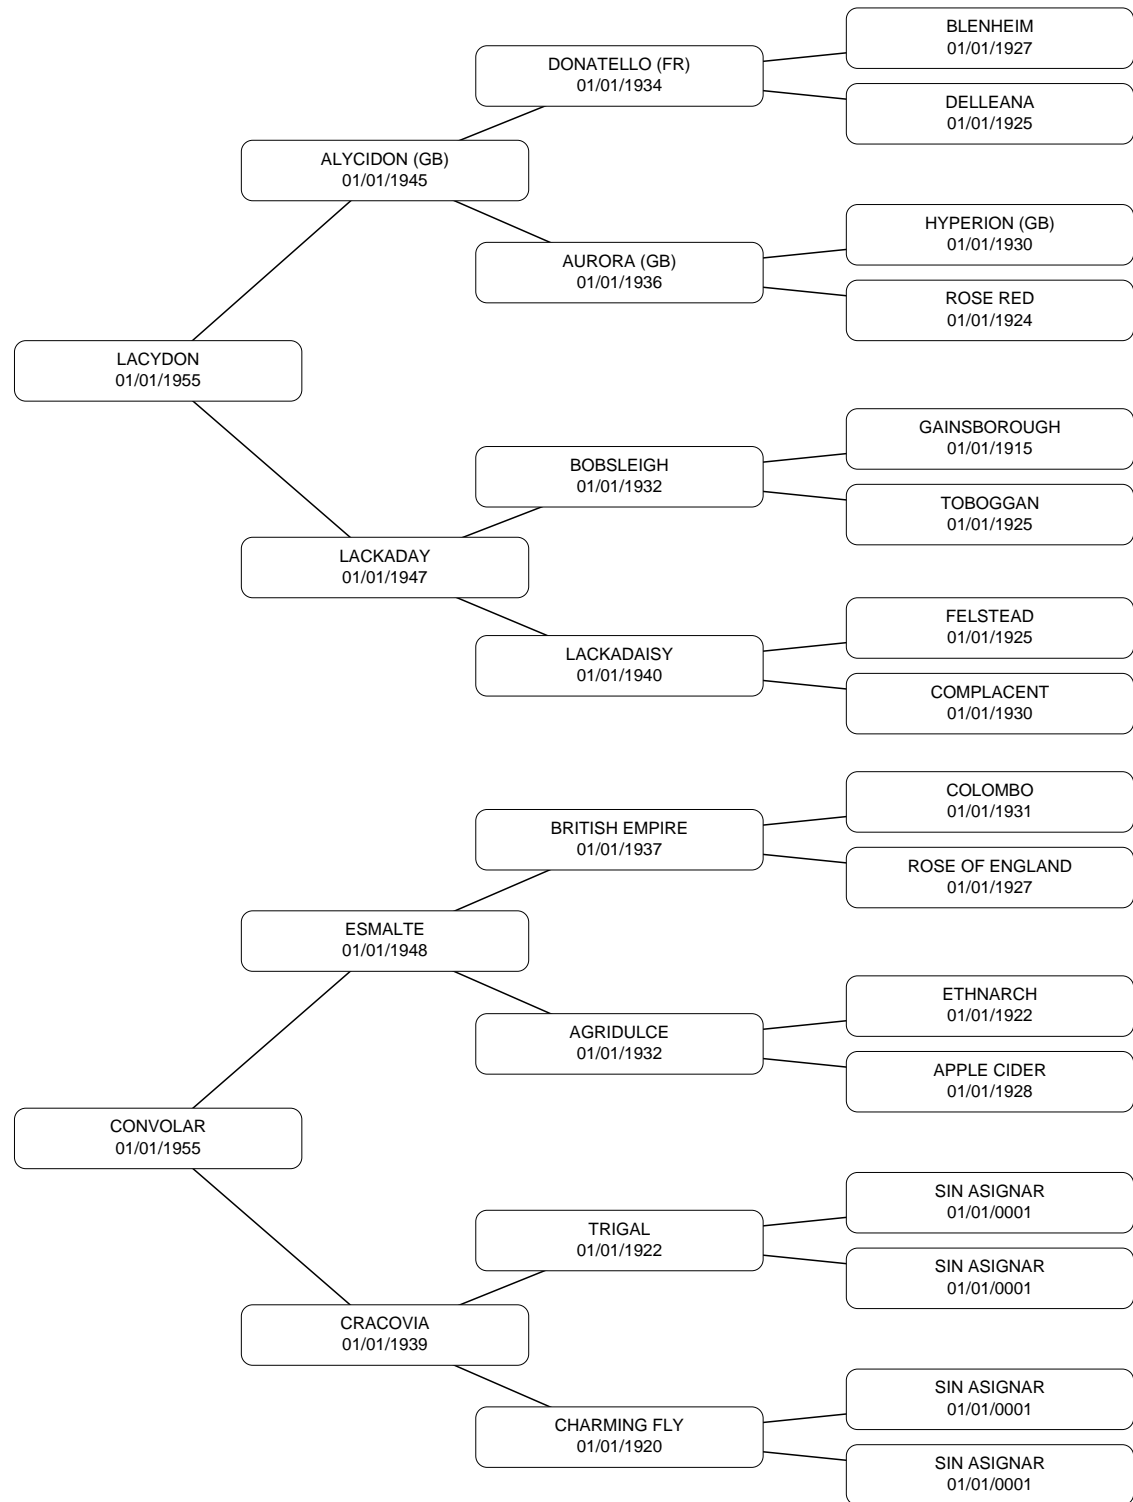 BLENHEIM
01/01/1927
DONATELLO (FR)
01/01/1934
DELLEANA
01/01/1925
ALYCIDON (GB)
01/01/1945
HYPERION (GB)
01/01/1930
AURORA (GB)
01/01/1936
ROSE RED
01/01/1924
LACYDON
01/01/1955
GAINSBOROUGH
01/01/1915
BOBSLEIGH
01/01/1932
TOBOGGAN
01/01/1925
LACKADAY
01/01/1947
FELSTEAD
01/01/1925
LACKADAISY
01/01/1940
COMPLACENT
01/01/1930
COLOMBO
01/01/1931
BRITISH EMPIRE
01/01/1937
ROSE OF ENGLAND
01/01/1927
ESMALTE
01/01/1948
ETHNARCH
01/01/1922
AGRIDULCE
01/01/1932
APPLE CIDER
01/01/1928
CONVOLAR
01/01/1955
SIN ASIGNAR
01/01/0001
TRIGAL
01/01/1922
SIN ASIGNAR
01/01/0001
CRACOVIA
01/01/1939
SIN ASIGNAR
01/01/0001
CHARMING FLY
01/01/1920
SIN ASIGNAR
01/01/0001